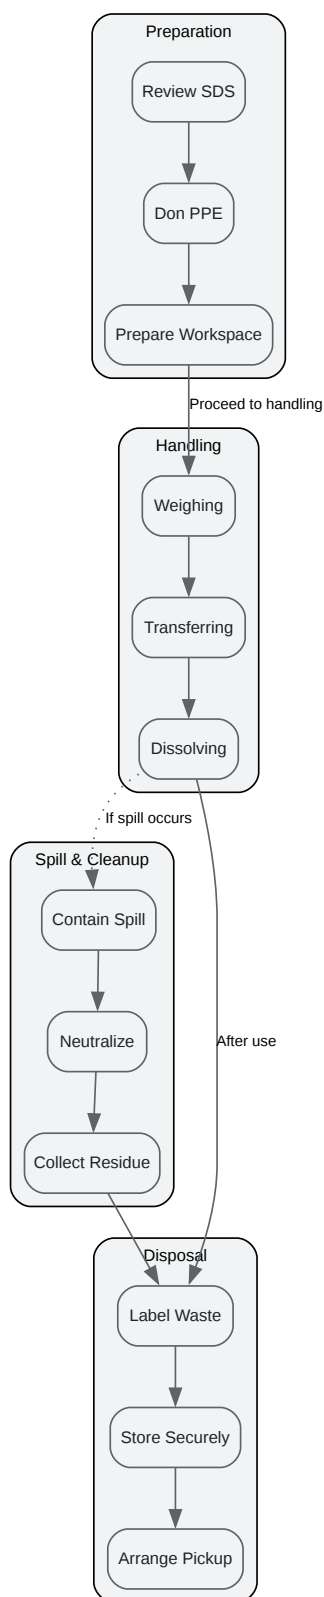 Preparation
Review SDS
Don PPE
Prepare Workspace
Proceed to handling
Handling
Weighing
Transferring
Dissolving
If spill occurs
Spill & Cleanup
Contain Spill
Neutralize
After use
Collect Residue
Disposal
Label Waste
Store Securely
Arrange Pickup